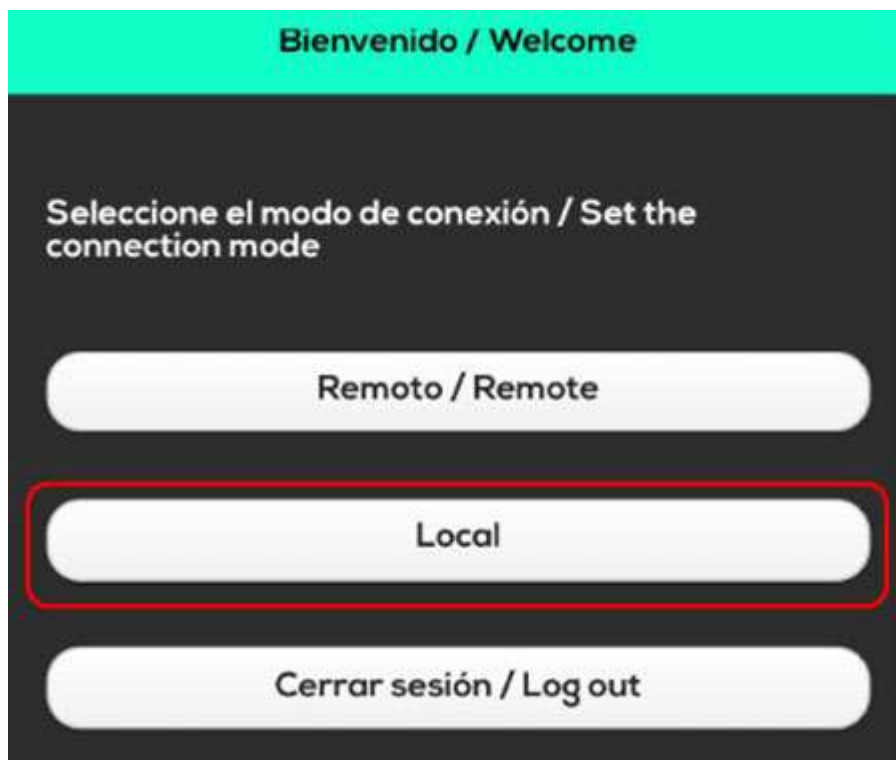 Bienvenido / Welcome
Seleccione el modo de conexión / Set the
connection mode
Remoto / Remote
Local
Cerrar sesión / Log out